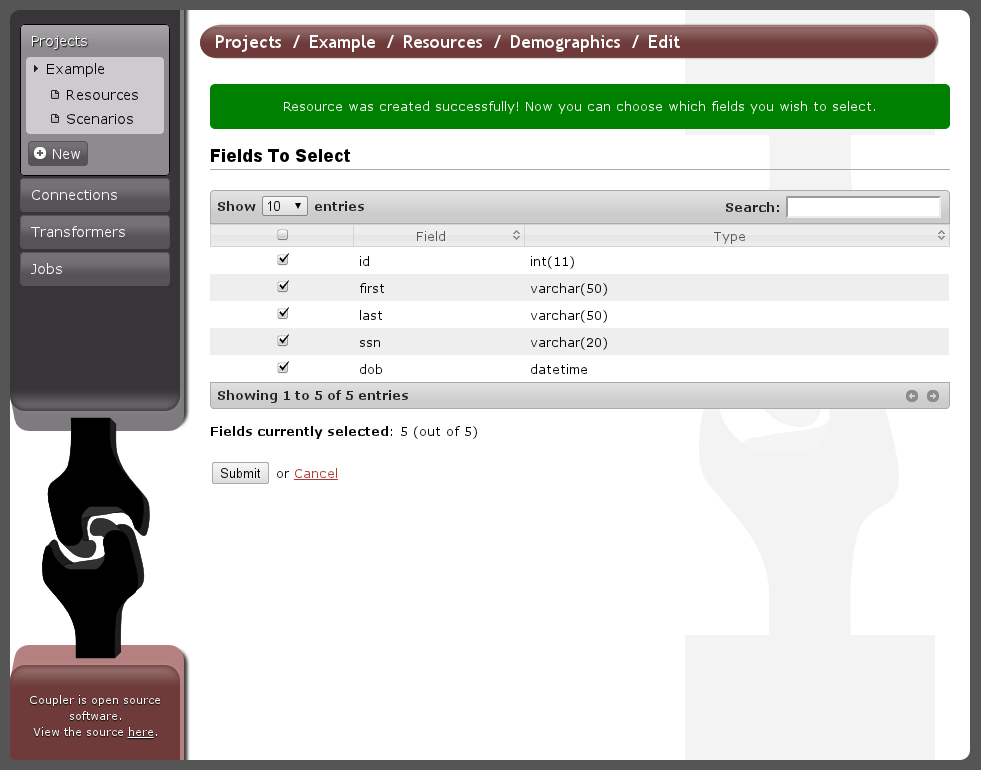 Projects
Example
Resources
Scenarios
New
Connections
Transformers
Jobs
Coupler is open source
software.
View the source here.
Projects / Example / Resources / Demographics / Edit
Resource was created successfully! Now you can choose which fields you wish to select.
Fields To Select
Show 10 entries Search:
Field Type
id int(11)
first varchar(50)
last varchar(50)
ssn varchar(20)
dob datetime
Showing 1 to 5 of 5 entries
Fields currently selected: 5 (out of 5)
Submit or Cancel